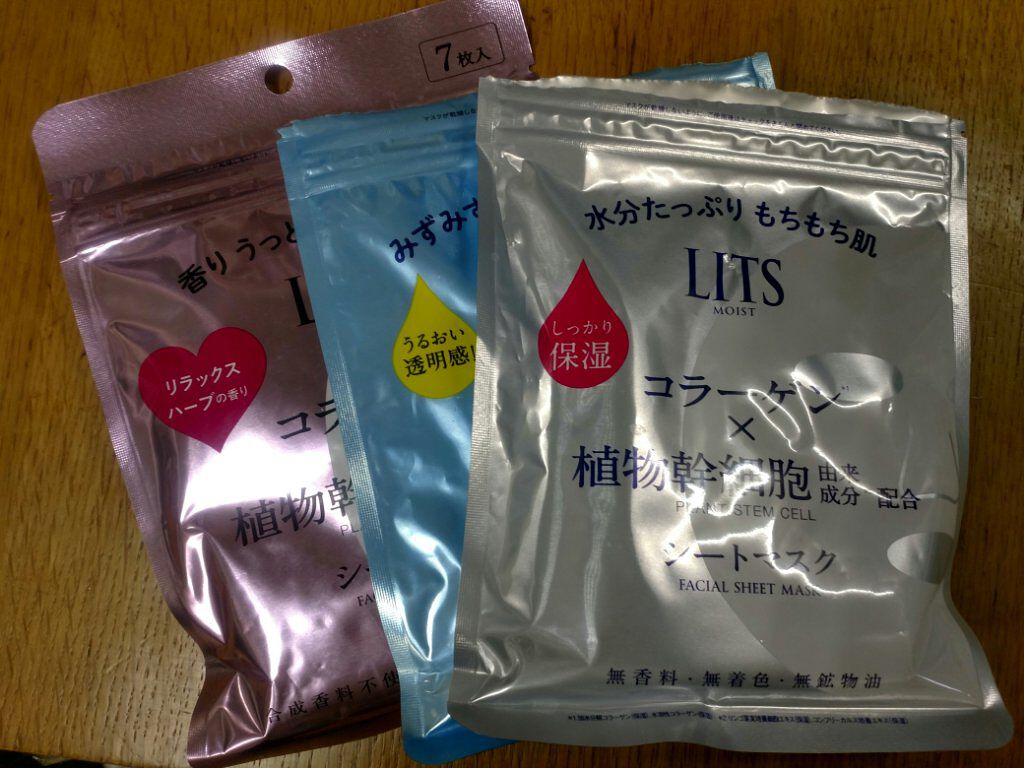 7枚入
香り うっと
リラックス
ハーブの香り
コラ
植物幹
シー
合成香料不使
みずみず
うるおい
透明感
水分たっぷり もちもち肌
LITS
MOIST
しっかり
保湿
コラーゲン*1
×
植物幹細胞 由来成分 配合
PLANT STEM CELL
シートマスク
FACIAL SHEET MASK
無香料・無着色・無鉱物油